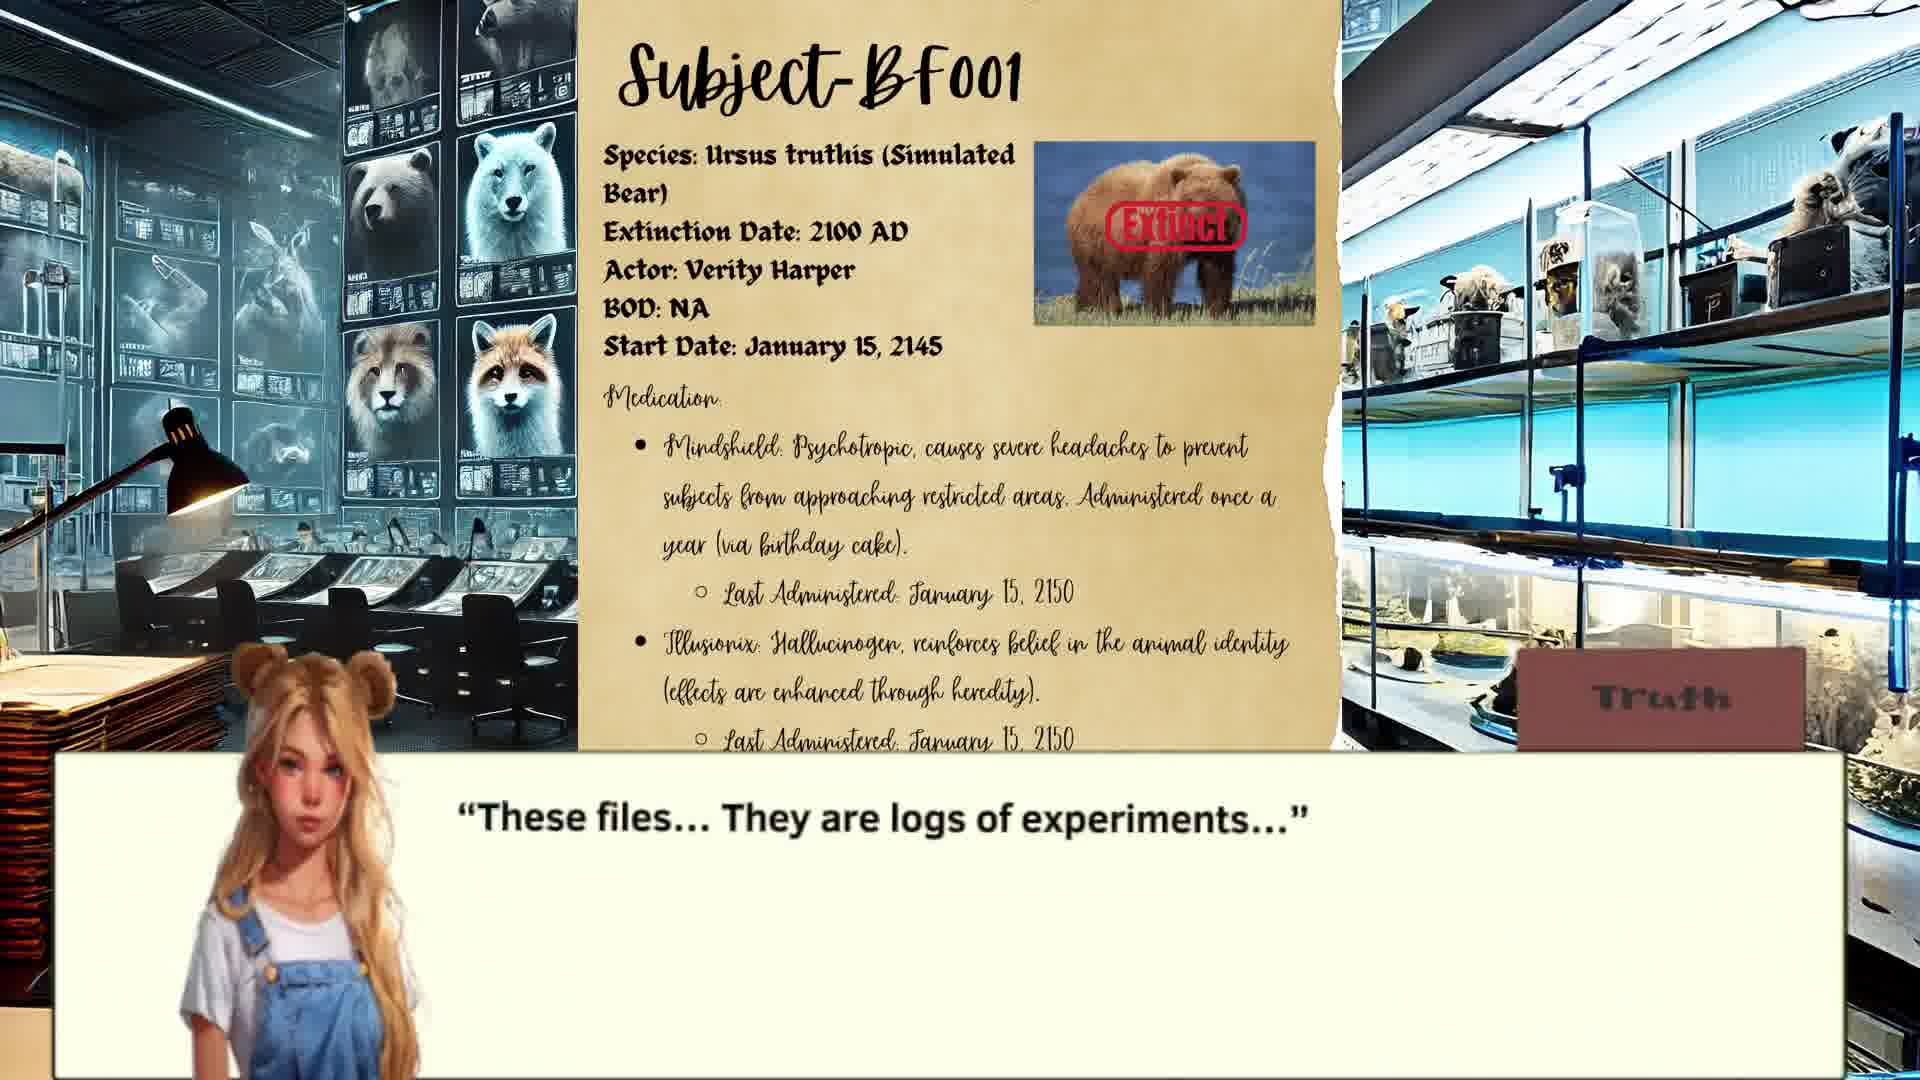 Subject-BF001
Species: Ursus truthis (Simulated
Bear)
Extinction Date: 2100 AD
Actor: Verity Harper
BOD: NA
Start Date: January 15, 2145
Extinct
Medication:
• Mindshield: Psychotropic, causes severe headaches to prevent
subjects from approaching restricted areas. Administered once a
year (via birthday cake).
○ Last Administered: January 15, 2150
• Illusionix: Hallucinogen, reinforces belief in the animal identity
(effects are enhanced through heredity).
○ Last Administered: January 15, 2150
Truth
“These files... They are logs of experiments...”